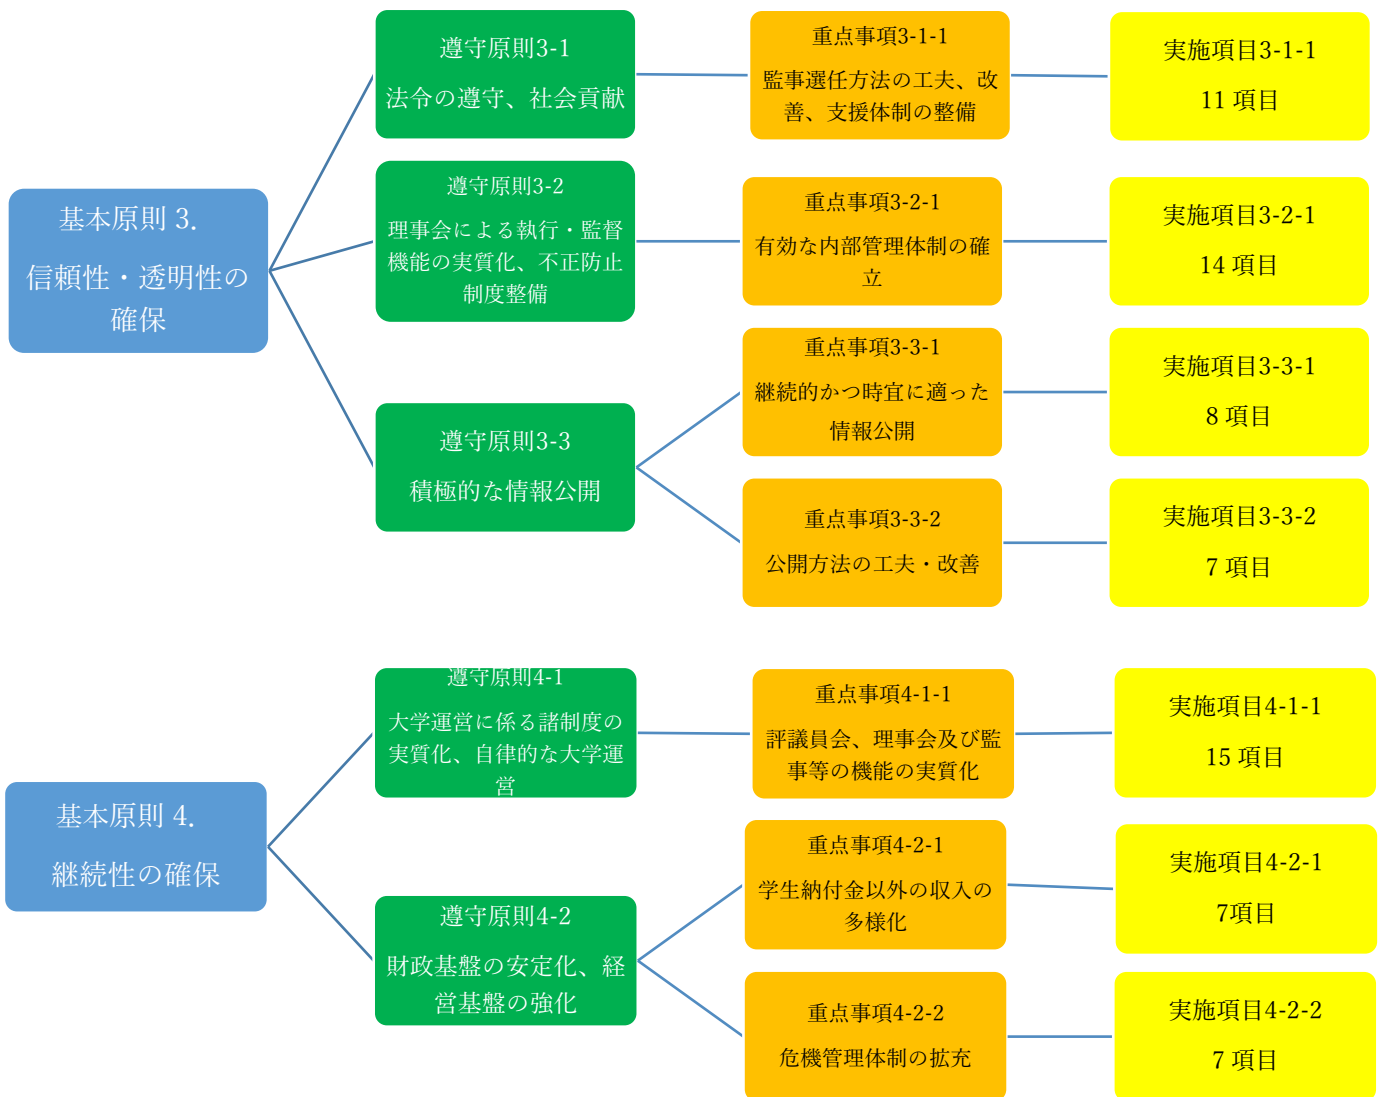 基本原則 3.
信頼性・透明性の
確保
遵守原則3-1
法令の遵守、社会貢献
重点事項3-1-1
監事選任方法の工夫、改
善、支援体制の整備
実施項目3-1-1
11 項目
遵守原則3-2
理事会による執行・監督
機能の実質化、不正防止
制度整備
重点事項3-2-1
有効な内部管理体制の確
立
実施項目3-2-1
14 項目
遵守原則3-3
積極的な情報公開
重点事項3-3-1
継続的かつ時宜に適った
情報公開
実施項目3-3-1
8 項目
重点事項3-3-2
公開方法の工夫・改善
実施項目3-3-2
7 項目
基本原則 4.
継続性の確保
遵守原則4-1
大学運営に係る諸制度の
実質化、自律的な大学運
営
重点事項4-1-1
評議員会、理事会及び監
事等の機能の実質化
実施項目4-1-1
15 項目
遵守原則4-2
財政基盤の安定化、経
営基盤の強化
重点事項4-2-1
学生納付金以外の収入の
多様化
実施項目4-2-1
7項目
重点事項4-2-2
危機管理体制の拡充
実施項目4-2-2
7 項目